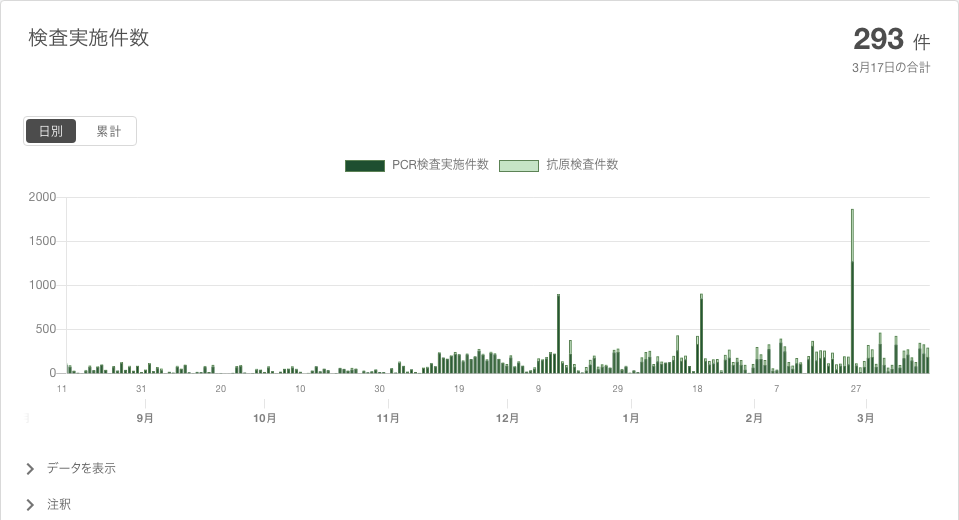 検査実施件数
293 件
3月17日の合計
日別 累計
PCR検査実施件数 抗原検査件数
2000
1500
1000
500
0
11 31 20 10 30 19 9 29 18 7 27
9月 10月 11月 12月 1月 2月 3月
データを表示
注釈